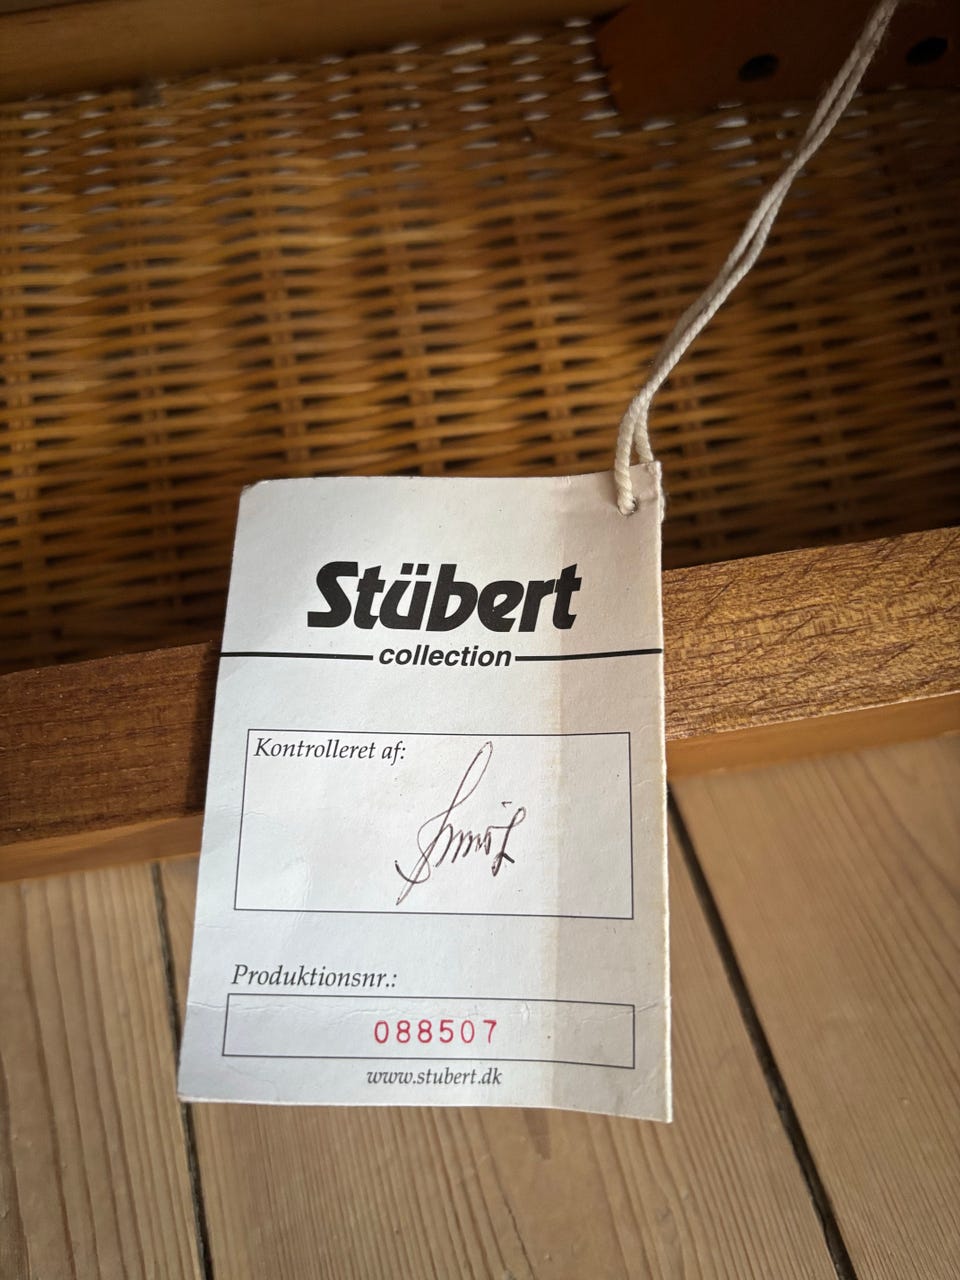 Stübert
collection
Kontrolleret af:
Produktionsnr.:
088507
www.stubert.dk